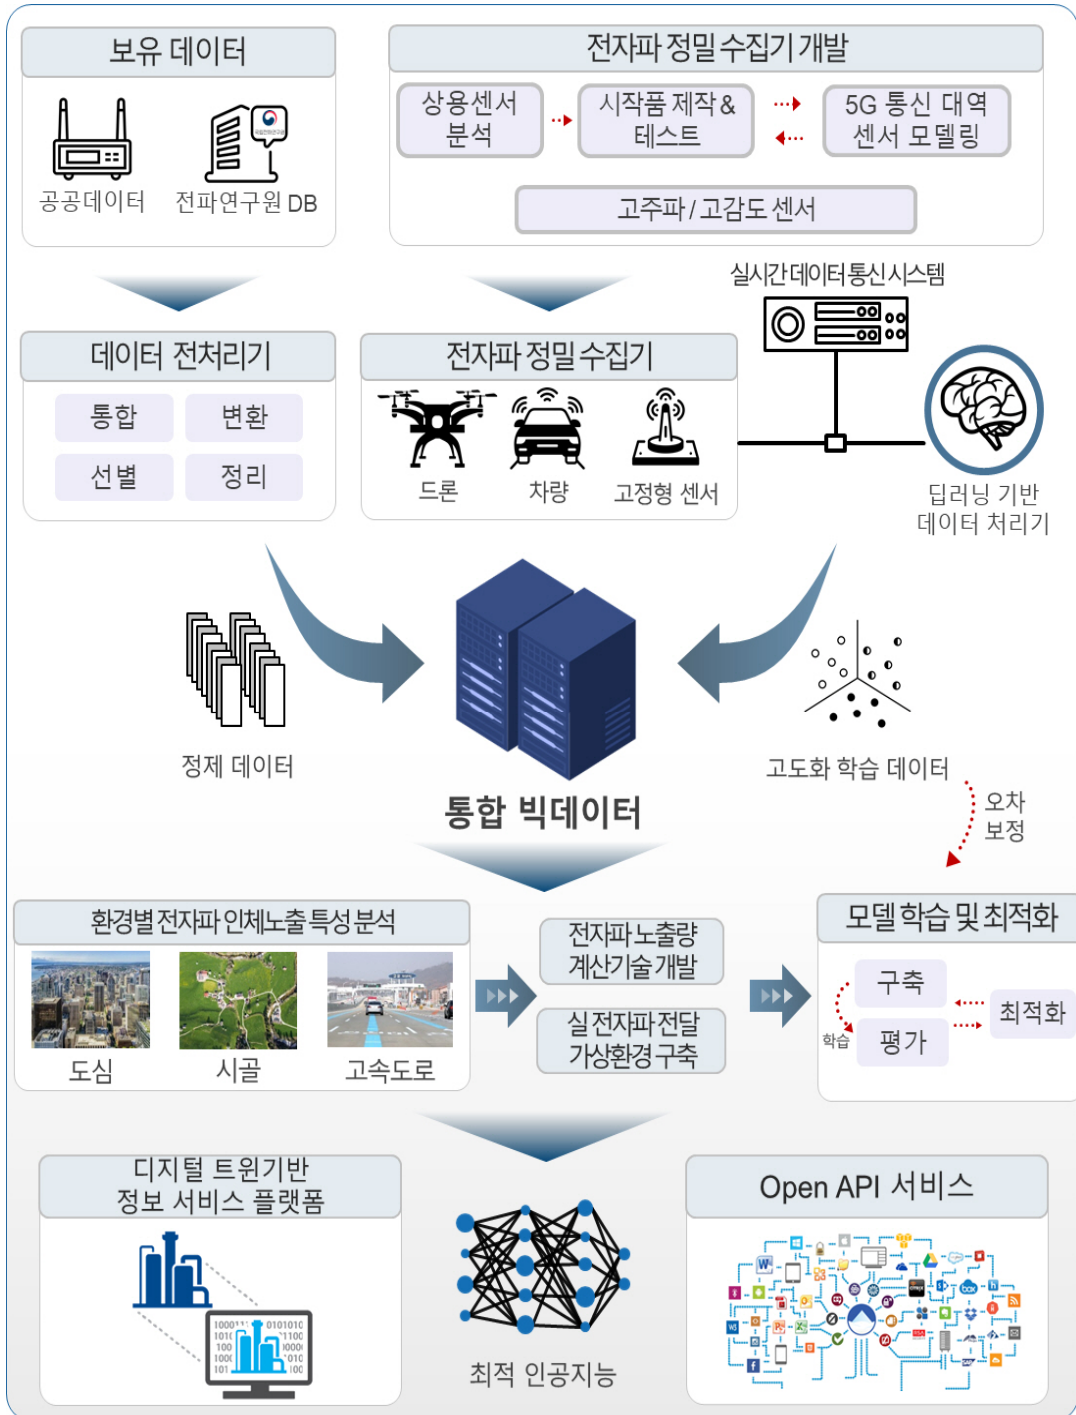 보유 데이터
공공데이터
전파연구원 DB
전자파 정밀 수집기 개발
상용센서
분석
시작품 제작 &
테스트
5G 통신 대역
센서 모델링
고주파 / 고감도 센서
실시간 데이터 통신 시스템
데이터 전처리기
통합
변환
선별
정리
전자파 정밀 수집기
드론
차량
고정형 센서
딥러닝 기반
데이터 처리기
정제 데이터
통합 빅데이터
고도화 학습 데이터
오차
보정
환경별 전자파 인체노출 특성 분석
도심
시골
고속도로
전자파 노출량
계산기술 개발
실 전자파 전달
가상환경 구축
모델 학습 및 최적화
구축
학습
평가
최적화
디지털 트윈기반
정보 서비스 플랫폼
최적 인공지능
Open API 서비스